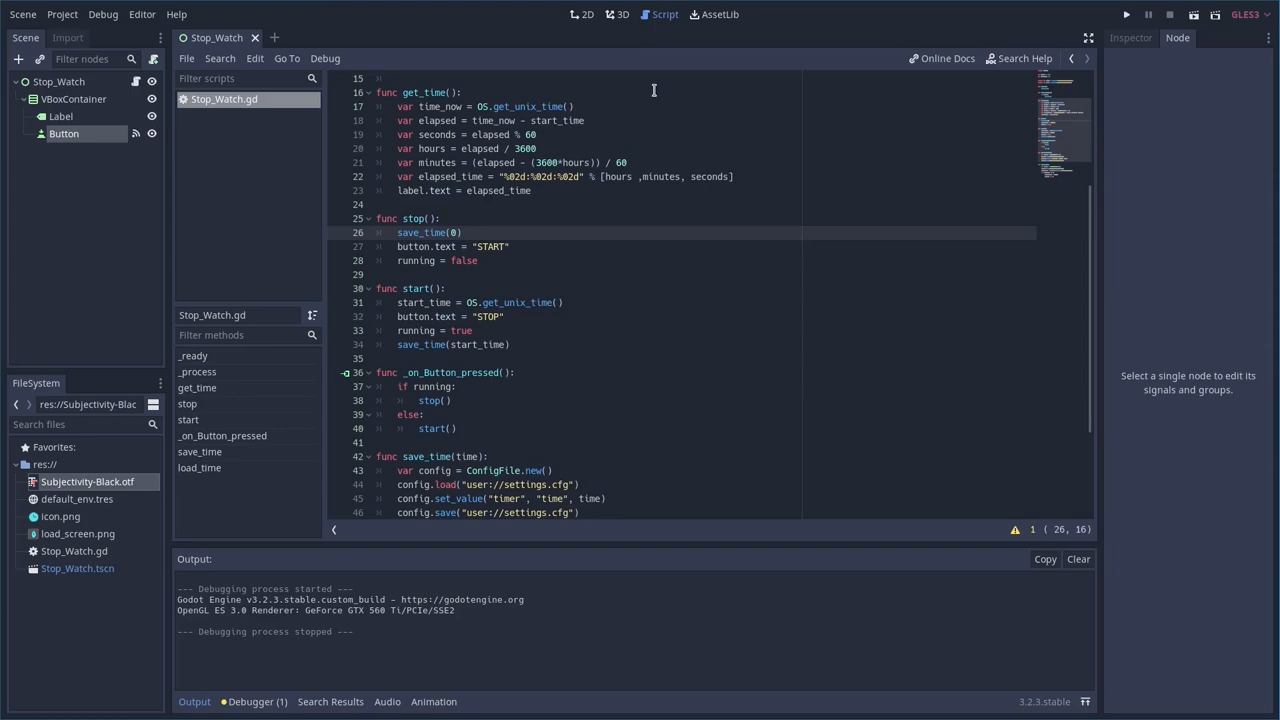 Scene Project Debug Editor Help
2D 3D Script AssetLib
GLES3
Scene Import
Filter nodes
Stop_Watch
VBoxContainer
Label
Button
FileSystem
res://Subjectivity-Blac
Search files
Favorites:
res://
Subjectivity-Black.otf
default_env.tres
icon.png
load_screen.png
Stop_Watch.gd
Stop_Watch.tscn
Stop_Watch
File Search Edit Go To Debug
Online Docs Search Help
Filter scripts
Stop_Watch.gd
Stop_Watch.gd
Filter methods
_ready
_process
get_time
stop
start
_on_Button_pressed
save_time
load_time
15
16 func get_time():
17 var time_now = OS.get_unix_time()
18 var elapsed = time_now - start_time
19 var seconds = elapsed % 60
20 var hours = elapsed / 3600
21 var minutes = (elapsed - (3600*hours)) / 60
22 var elapsed_time = "%02d:%02d:%02d" % [hours ,minutes, seconds]
23 label.text = elapsed_time
24
25 func stop():
26 save_time(0)
27 button.text = "START"
28 running = false
29
30 func start():
31 start_time = OS.get_unix_time()
32 button.text = "STOP"
33 running = true
34 save_time(start_time)
35
36 func _on_Button_pressed():
37 if running:
38 stop()
39 else:
40 start()
41
42 func save_time(time):
43 var config = ConfigFile.new()
44 config.load("user://settings.cfg")
45 config.set_value("timer", "time", time)
46 config.save("user://settings.cfg")
1 ( 26, 16)
Output:
Copy Clear
--- Debugging process started ---
Godot Engine v3.2.3.stable.custom_build - https://godotengine.org
OpenGL ES 3.0 Renderer: GeForce GTX 560 Ti/PCIe/SSE2
--- Debugging process stopped ---
Output Debugger (1) Search Results Audio Animation
3.2.3.stable
Inspector Node
Select a single node to edit its
signals and groups.